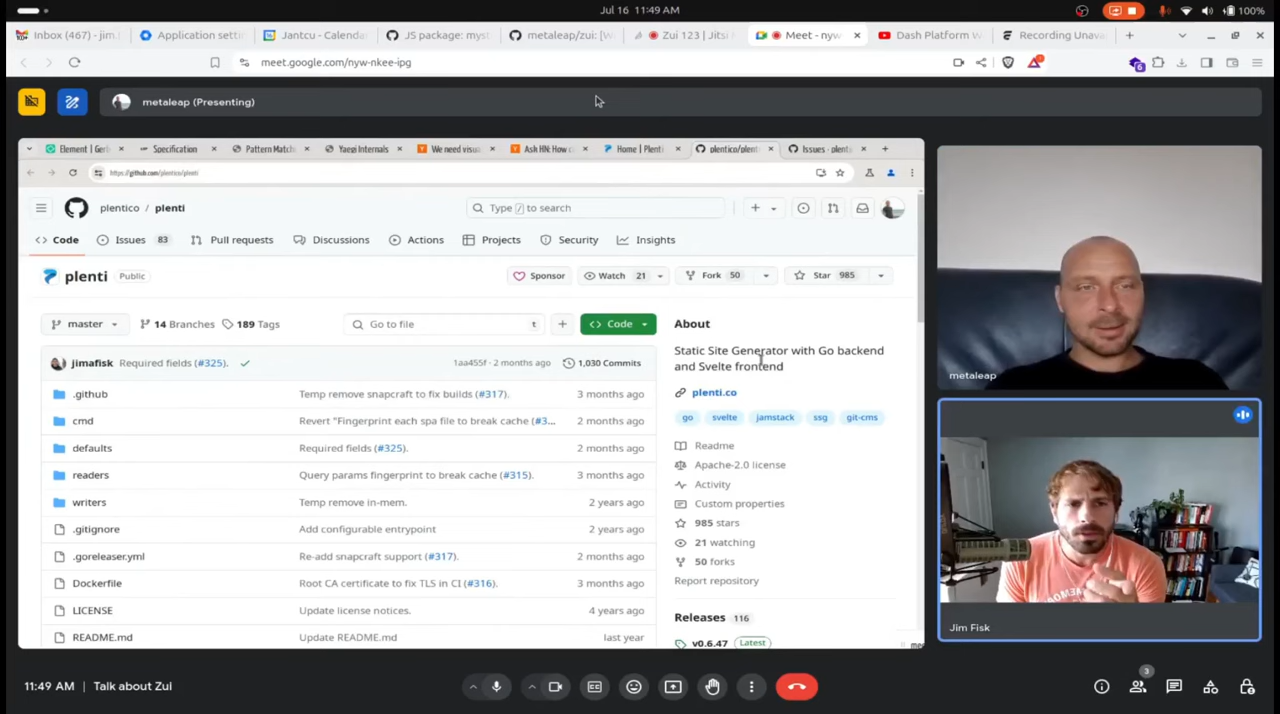 Jul 16 11:49 AM
100%
Inbox (467) - jim.
Application setti
Jantcu - Calenda
JS package: myst
metaleap/zui: [W
Zui 123 | Jitsi
Meet - nyw
Dash Platform W
Recording Unava
meet.google.com/nyw-nkee-ipg
6
metaleap (Presenting)
Element | Ger
Specification
Pattern Match
Yaegi Internals
We need visu
Ask HN: How c
Home | Plenti
plentico/plent
Issues - plenti
https://github.com/plentico/plenti
plentico / plenti
Type / to search
Code
Issues 83
Pull requests
Discussions
Actions
Projects
Security
Insights
plenti Public
Sponsor
Watch 21
Fork 50
Star 985
master
14 Branches
189 Tags
Go to file t
Code
About
Static Site Generator with Go backend
and Svelte frontend
plenti.co
go svelte jamstack ssg git-cms
Readme
Apache-2.0 license
Activity
Custom properties
985 stars
21 watching
50 forks
Report repository
Releases 116
v0.6.47 Latest
jimafisk Required fields (#325). 1aa455f · 2 months ago 1,030 Commits
.github Temp remove snapcraft to fix builds (#317). 3 months ago
cmd Revert "Fingerprint each spa file to break cache (#3... 2 months ago
defaults Required fields (#325). 2 months ago
readers Query params fingerprint to break cache (#315). 3 months ago
writers Temp remove in-mem. 2 years ago
.gitignore Add configurable entrypoint 2 years ago
.goreleaser.yml Re-add snapcraft support (#317). 2 months ago
Dockerfile Root CA certificate to fix TLS in CI (#316). 3 months ago
LICENSE Update license notices. 4 years ago
README.md Update README.md last year
metaleap
Jim Fisk
11:49 AM | Talk about Zui
3